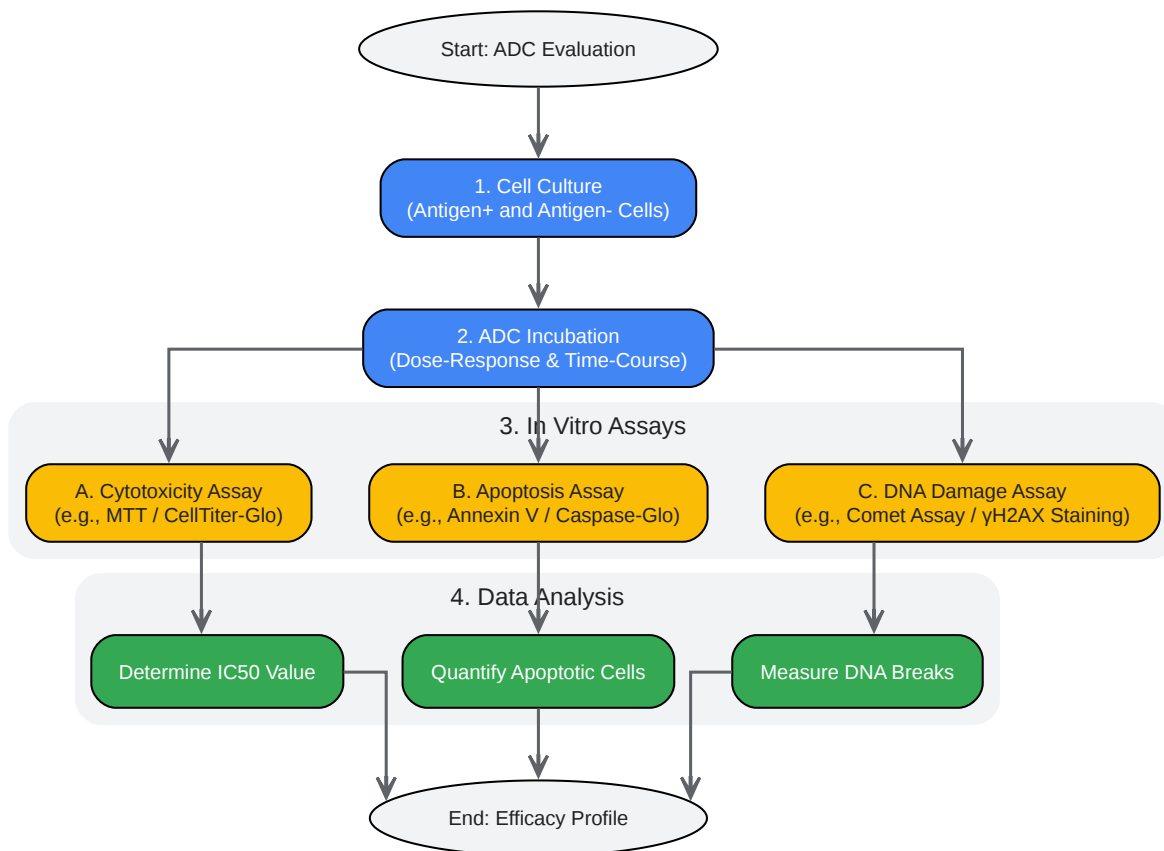 Start: ADC Evaluation
1. Cell Culture
(Antigen+ and Antigen- Cells)
2. ADC Incubation
(Dose-Response & Time-Course)
3. In Vitro Assays
A. Cytotoxicity Assay
(e.g., MTT / CellTiter-Glo)
B. Apoptosis Assay
(e.g., Annexin V / Caspase-Glo)
C. DNA Damage Assay
(e.g., Comet Assay / γH2AX Staining)
4. Data Analysis
Determine IC50 Value
Quantify Apoptotic Cells
Measure DNA Breaks
End: Efficacy Profile